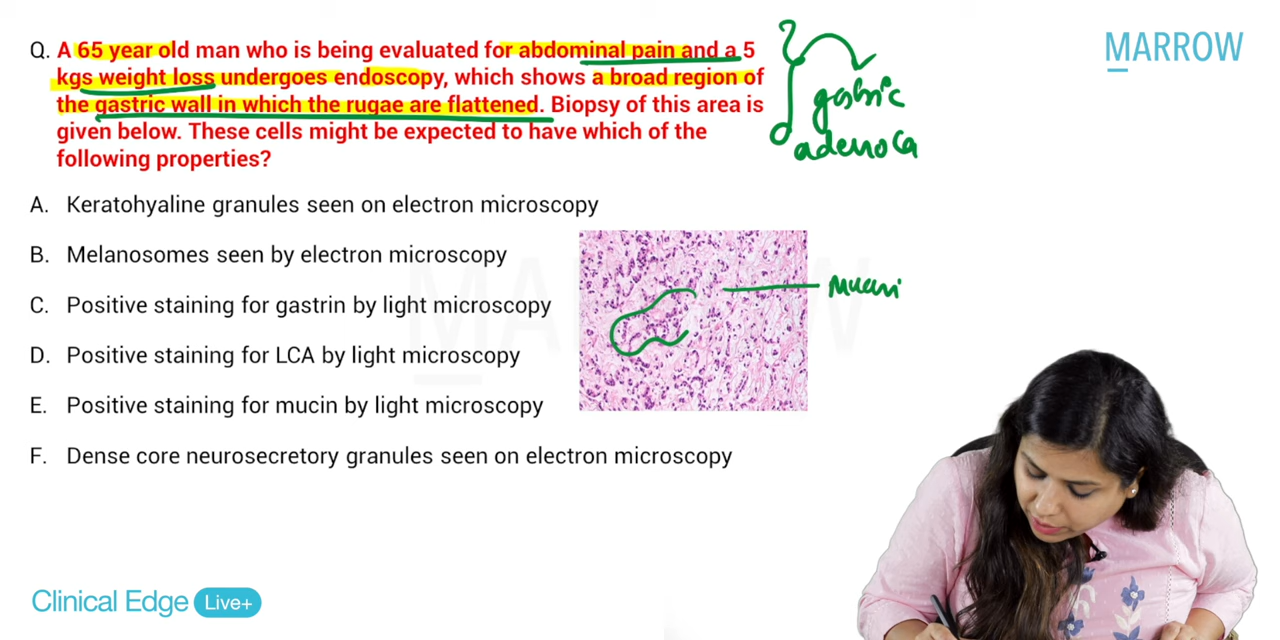 MARROW
Q. A 65 year old man who is being evaluated for abdominal pain and a 5
kgs weight loss undergoes endoscopy, which shows a broad region of
the gastric wall in which the rugae are flattened. Biopsy of this area is
given below. These cells might be expected to have which of the
following properties?
gastric
adenoca
A. Keratohyaline granules seen on electron microscopy
B. Melanosomes seen by electron microscopy
C. Positive staining for gastrin by light microscopy
D. Positive staining for LCA by light microscopy
E. Positive staining for mucin by light microscopy
F. Dense core neurosecretory granules seen on electron microscopy
Mucin
MARROW
Clinical Edge Live+